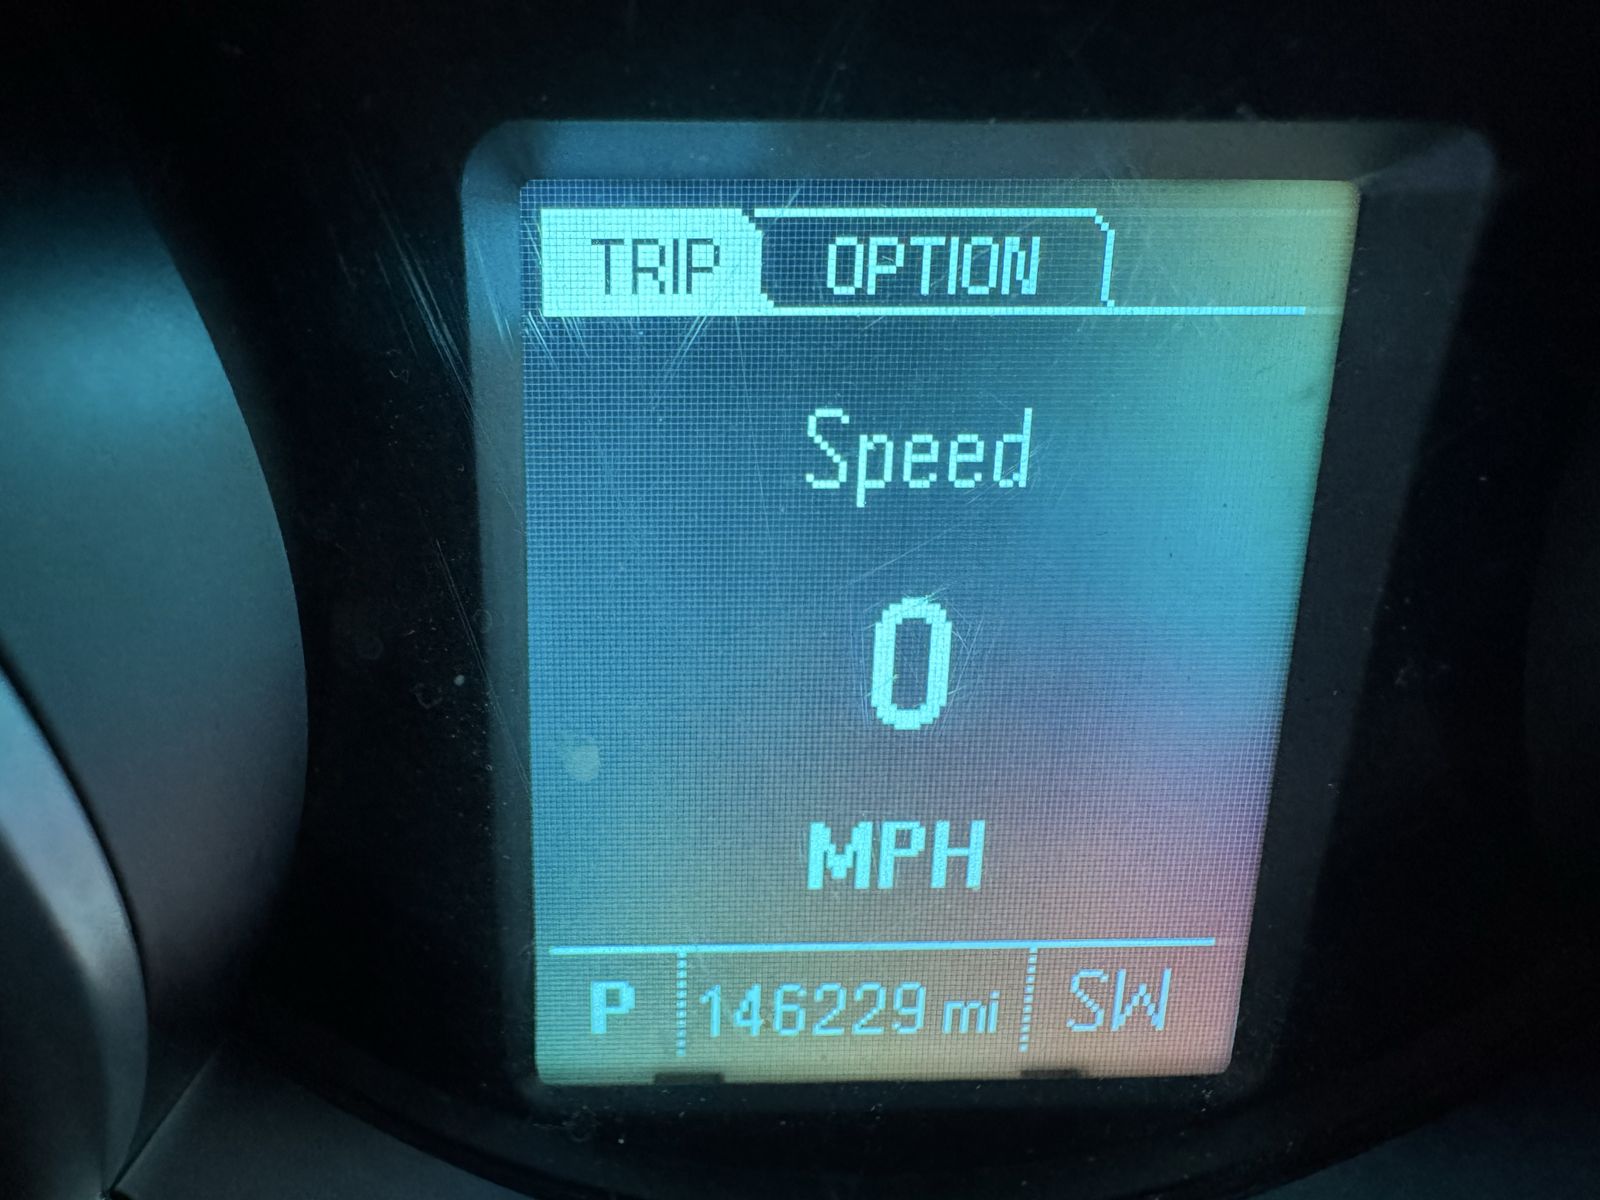 TRIP OPTION
Speed
0
MPH
P 146229 mi SW